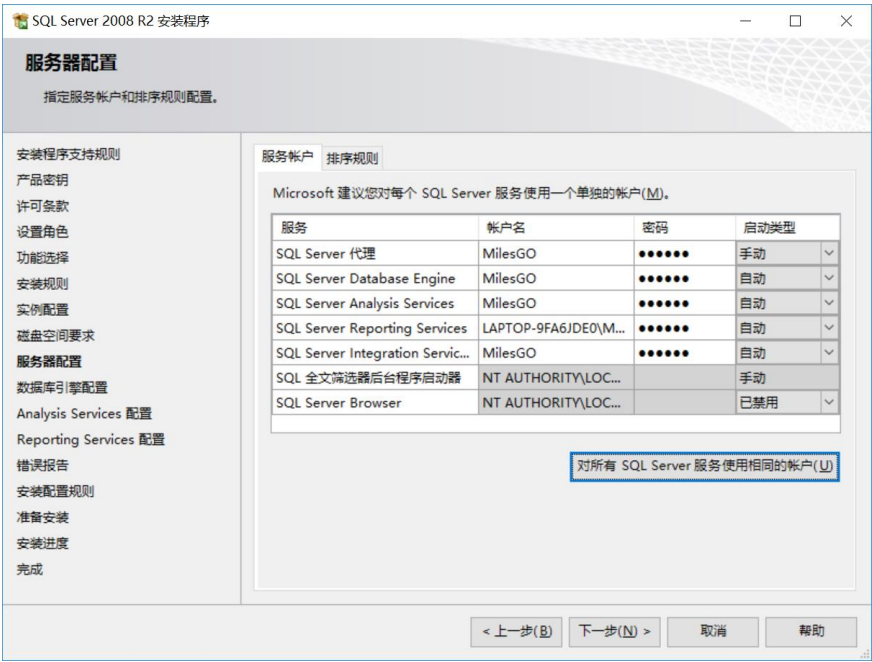 SQL Server 2008 R2 安装程序
服务器配置
指定服务帐户和排序规则配置。
安装程序支持规则
产品密钥
许可条款
设置角色
功能选择
安装规则
实例配置
磁盘空间要求
服务器配置
数据库引擎配置
Analysis Services 配置
Reporting Services 配置
错误报告
安装配置规则
准备安装
安装进度
完成
服务帐户 排序规则
Microsoft 建议您对每个 SQL Server 服务使用一个单独的帐户(M)。
服务 帐户名 密码 启动类型
SQL Server 代理 MilesGO ●●●●●● 手动
SQL Server Database Engine MilesGO ●●●●●● 自动
SQL Server Analysis Services MilesGO ●●●●●● 自动
SQL Server Reporting Services LAPTOP-9FA6JDE0\M... ●●●●●● 自动
SQL Server Integration Servic... MilesGO ●●●●●● 自动
SQL 全文筛选器后台程序启动器 NT AUTHORITY\LOC... 手动
SQL Server Browser NT AUTHORITY\LOC... 已禁用
对所有 SQL Server 服务使用相同的帐户(U)
< 上一步(B) 下一步(N) > 取消 帮助